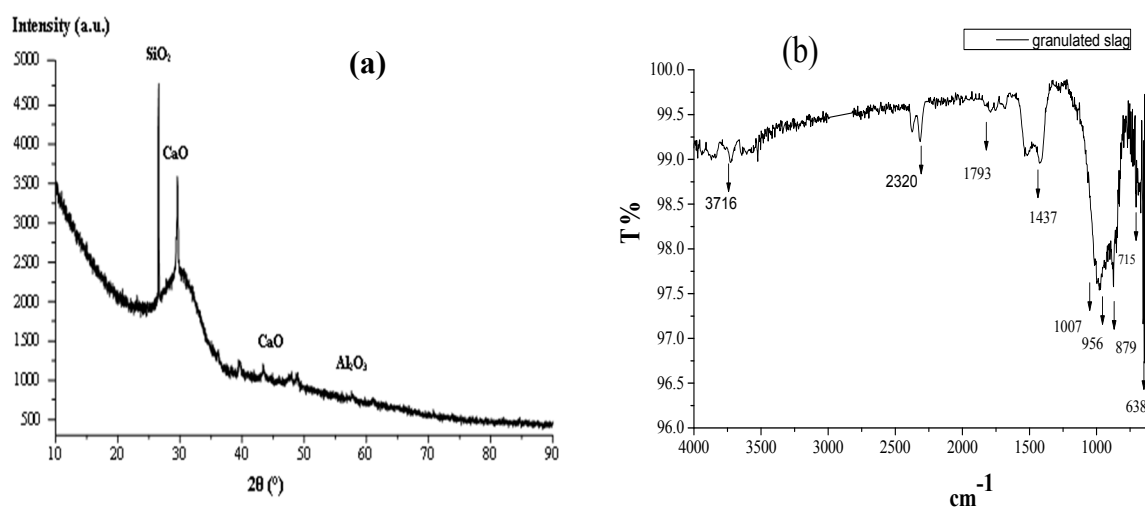 Intensity (a.u.)
(a)
SiO₂
CaO
CaO
Al₂O₃
5000
4500
4000
3500
3000
2500
2000
1500
1000
500
10 20 30 40 50 60 70 80 90
2θ (⁰)
granulated slag
(b)
T %
100.0
99.5
99.0
98.5
98.0
97.5
97.0
96.5
96.0
3716
2320
1793
1437
1007
956
879
715
638
4000 3500 3000 2500 2000 1500 1000
cm⁻¹